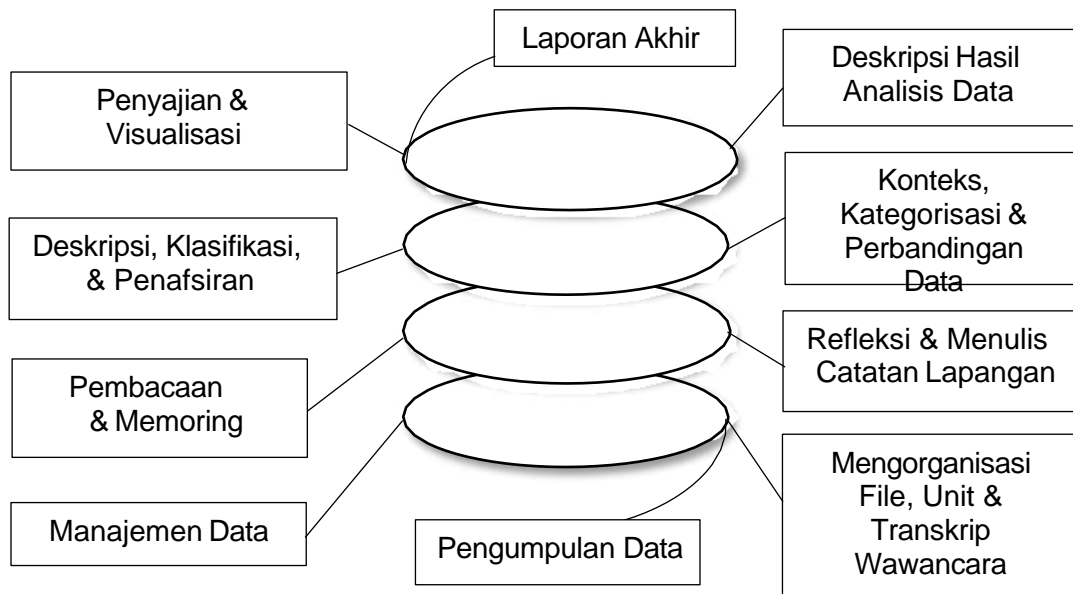 Laporan Akhir
Deskripsi Hasil
Analisis Data
Penyajian &
Visualisasi
Konteks,
Kategorisasi &
Perbandingan
Data
Deskripsi, Klasifikasi,
& Penafsiran
Refleksi & Menulis
Catatan Lapangan
Pembacaan
& Memoring
Mengorganisasi
File, Unit &
Transkrip
Wawancara
Manajemen Data
Pengumpulan Data